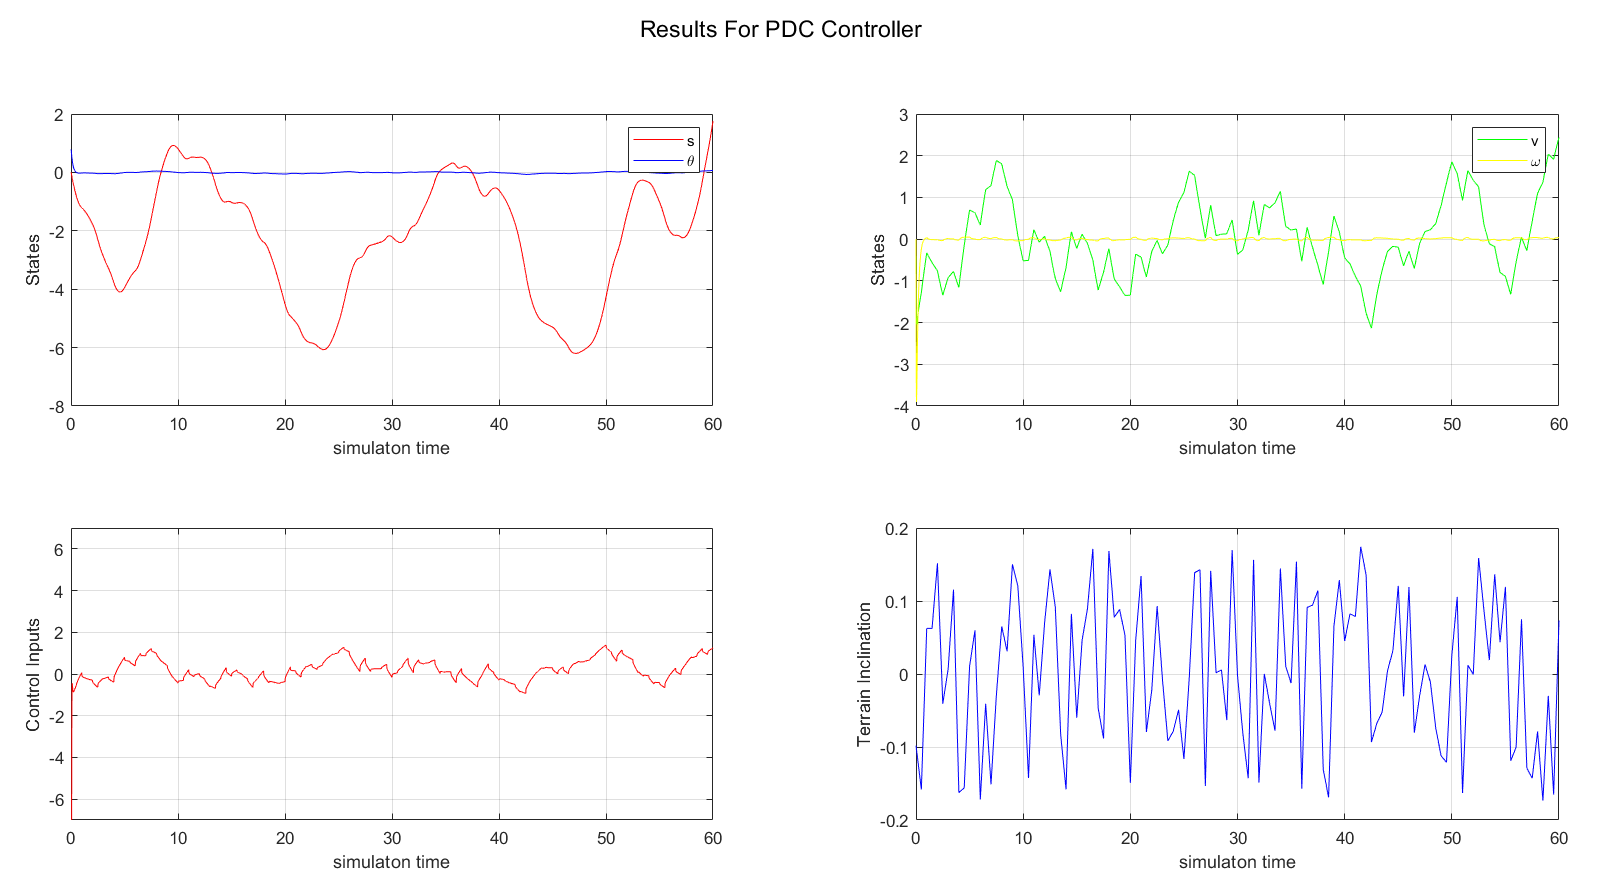 Results For PDC Controller
2
0
-2
-4
-6
-8
States
s
θ
0 10 20 30 40 50 60
simulaton time
3
2
1
0
-1
-2
-3
-4
States
v
ω
0 10 20 30 40 50 60
simulaton time
6
4
2
0
-2
-4
-6
Control Inputs
0 10 20 30 40 50 60
simulaton time
0.2
0.1
0
-0.1
-0.2
Terrain Inclination
0 10 20 30 40 50 60
simulaton time